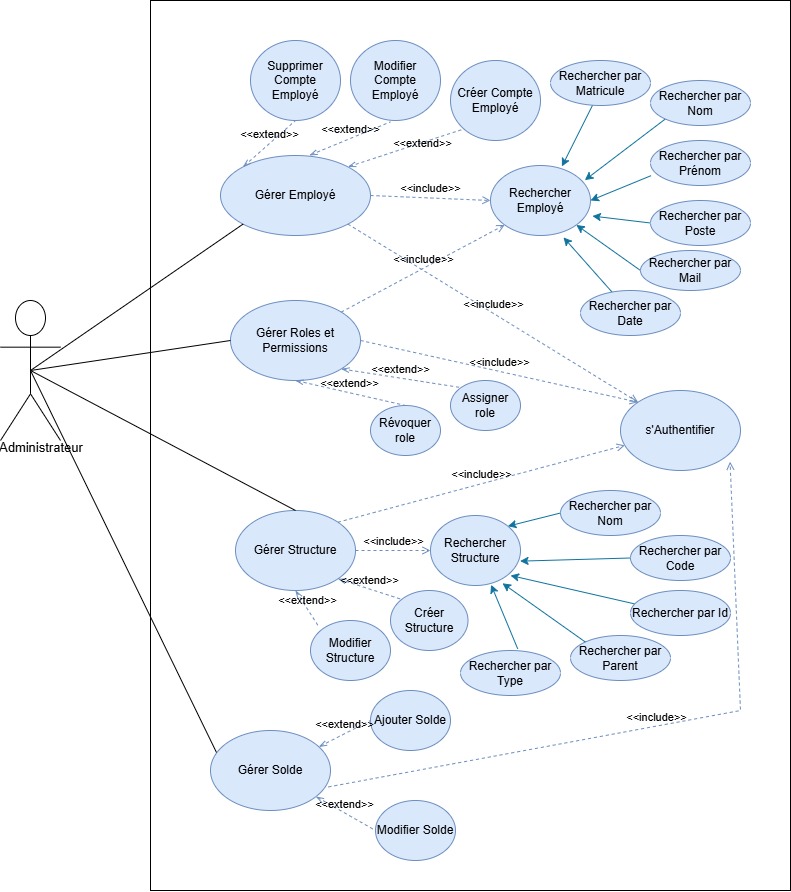 Supprimer
Compte
Employé
Modifier
Compte
Employé
Créer Compte
Employé
Rechercher par
Matricule
Rechercher par
Nom
<<extend>>
<<extend>>
<<extend>>
Rechercher par
Prénom
Gérer Employé
<<include>>
Rechercher
Employé
Rechercher par
Poste
<<include>>
Rechercher par
Mail
<<include>>
Rechercher par
Date
Gérer Roles et
Permissions
<<include>>
<<extend>>
<<extend>>
Assigner
role
Révoquer
role
s'Authentifier
Administrateur
<<include>>
Rechercher par
Nom
Gérer Structure
<<include>>
Rechercher
Structure
Rechercher par
Code
<<extend>>
<<extend>>
Créer
Structure
Rechercher par Id
Modifier
Structure
Rechercher par
Parent
Rechercher par
Type
<<include>>
<<extend>>
Ajouter Solde
Gérer Solde
<<extend>>
Modifier Solde